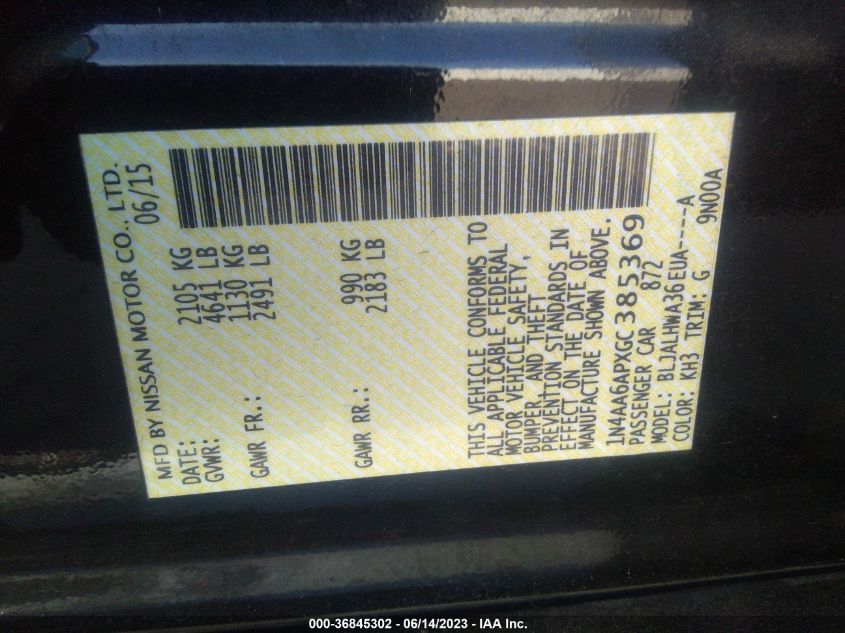 MFD BY NISSAN MOTOR CO., LTD.
DATE: 06/15
GVWR: 2105 KG
4641 LB
GAWR FR.: 1130 KG
2491 LB
GAWR RR.: 990 KG
2183 LB
THIS VEHICLE CONFORMS TO
ALL APPLICABLE FEDERAL
MOTOR VEHICLE SAFETY,
BUMPER, AND THEFT
PREVENTION STANDARDS IN
EFFECT ON THE DATE OF
MANUFACTURE SHOWN ABOVE.
1N4AA6APXGC385369
PASSENGER CAR 872
MODEL: BLJALHWA36EUA----A
COLOR: KH3 TRIM: G 9N00A
000-36845302 - 06/14/2023 - IAA Inc.